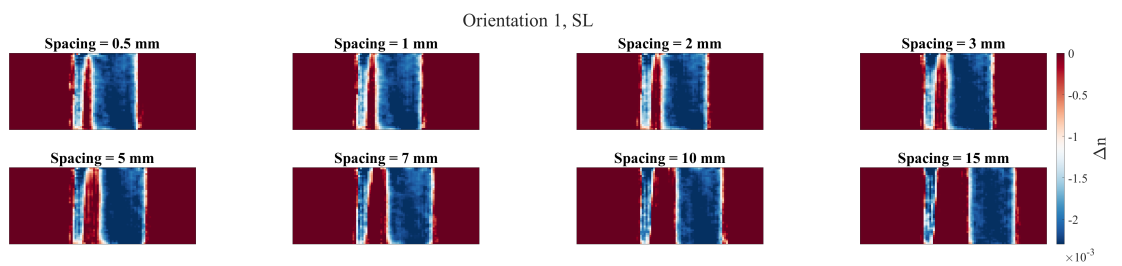 Orientation 1, SL
Spacing = 0.5 mm
Spacing = 1 mm
Spacing = 2 mm
Spacing = 3 mm
Spacing = 5 mm
Spacing = 7 mm
Spacing = 10 mm
Spacing = 15 mm
0
-0.5
-1
-1.5
-2
×10⁻³
Δn